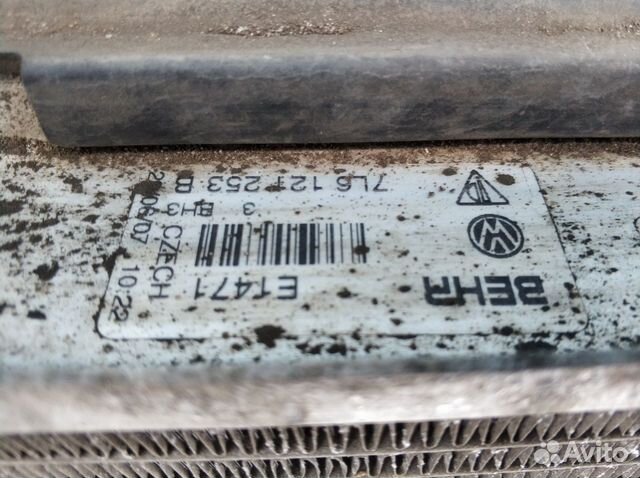 BEHR
E1471
7L6 121 253 B
3
BH3
CZECH
10:22
Avito